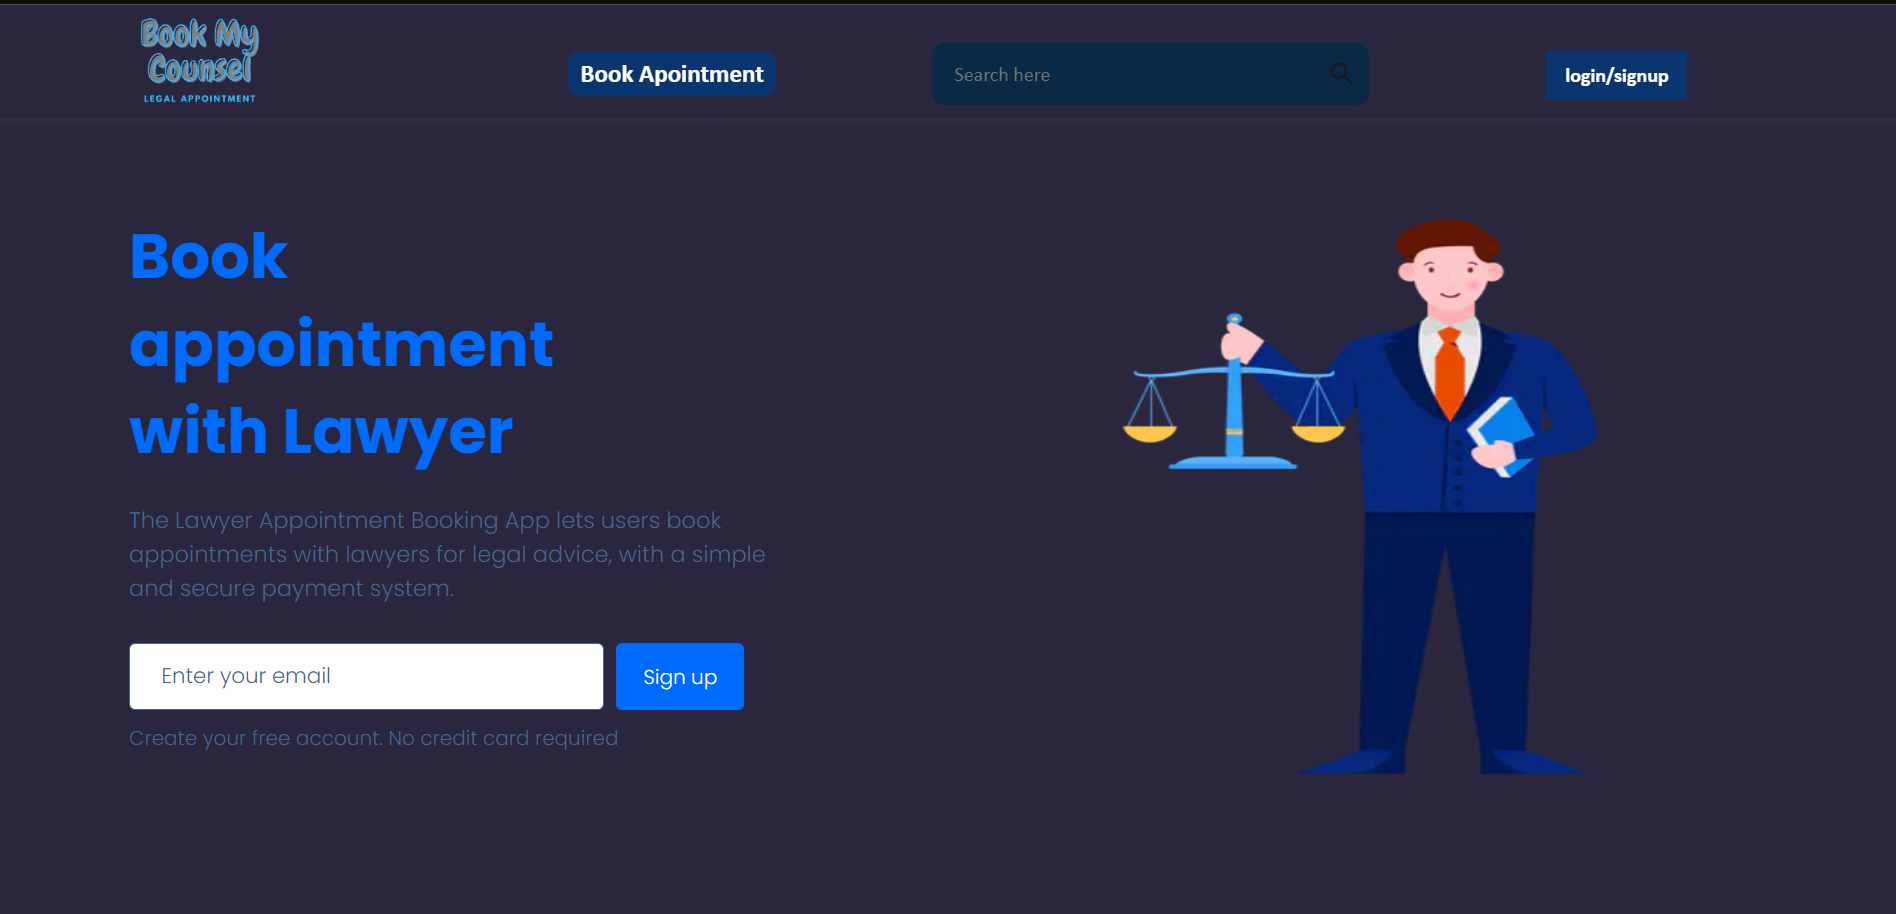 Book My
Counsel
LEGAL APPOINTMENT
Book Apointment
Search here
login/signup
Book
appointment
with Lawyer
The Lawyer Appointment Booking App lets users book
appointments with lawyers for legal advice, with a simple
and secure payment system.
Enter your email
Sign up
Create your free account. No credit card required